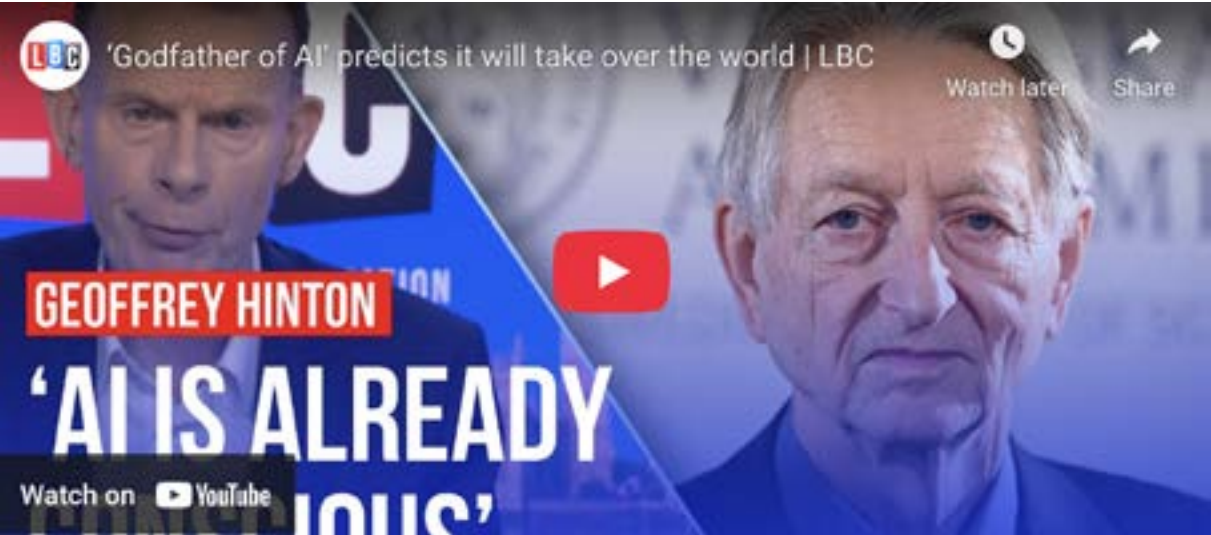 LBC 'Godfather of AI' predicts it will take over the world | LBC
Watch later Share
GEOFFREY HINTON
'AI IS ALREADY
Watch on YouTube